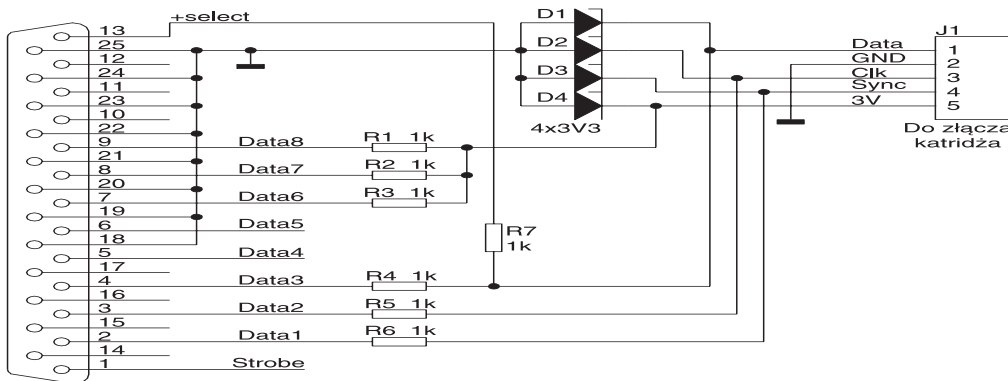 +select
13
25
12
24
11
23
10
22
9
21
8
20
7
19
6
18
5
17
4
16
3
15
2
14
1
Data8
Data7
Data6
Data5
Data4
Data3
Data2
Data1
Strobe
R1 1k
R2 1k
R3 1k
R4 1k
R5 1k
R6 1k
R7
1k
D1
D2
D3
D4
4x3V3
Data
GND
Clk
Sync
3V
J1
1
2
3
4
5
Do złącza
katridża